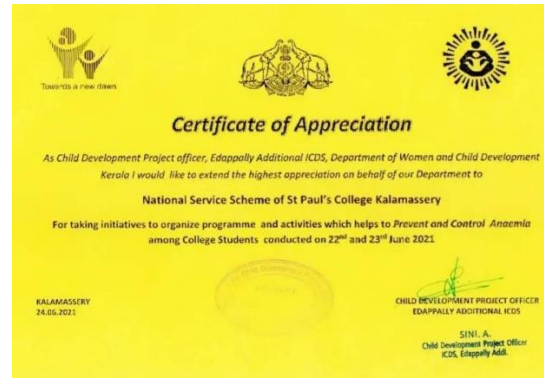 Towards a new dawn
Certificate of Appreciation
As Child Development Project officer, Edappally Additional ICDS, Department of Women and Child Development
Kerala I would like to extend the highest appreciation on behalf of our Department to
National Service Scheme of St Paul's College Kalamassery
For taking initiatives to organize programme and activities which helps to Prevent and Control Anaemia
among College Students conducted on 22nd and 23rd June 2021
KALAMASSERY
24.06.2021
CHILD DEVELOPMENT PROJECT OFFICER
EDAPPALLY ADDITIONAL ICDS
SINI. A.
Child Development Project Officer
ICDS, Edappally Addl.